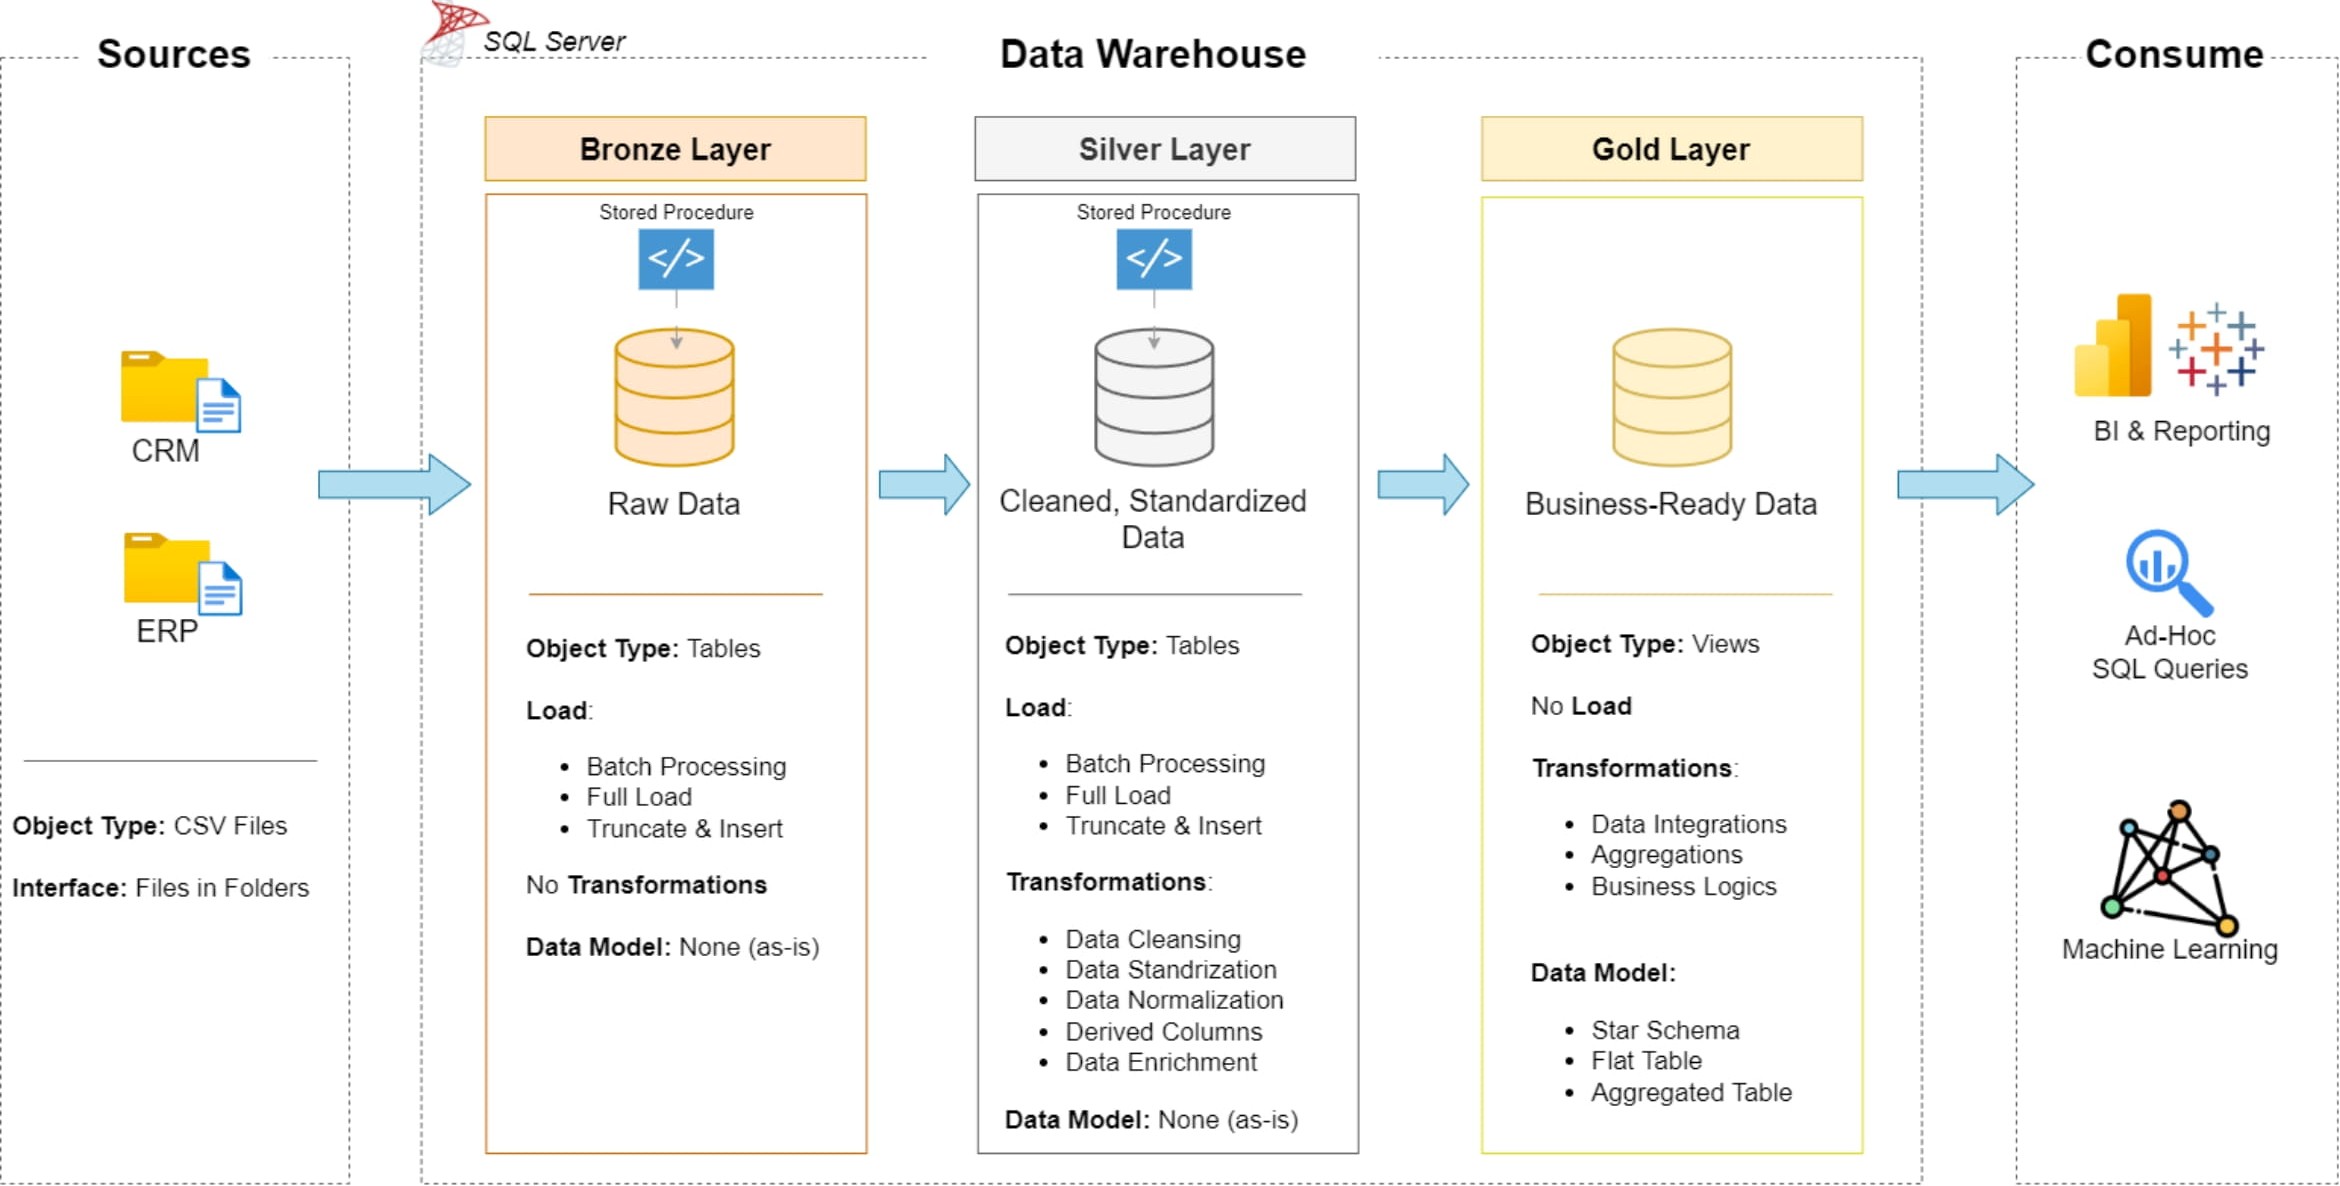 Sources
SQL Server
Data Warehouse
Consume
CRM
ERP
Object Type: CSV Files
Interface: Files in Folders
Bronze Layer
Stored Procedure
</>
Raw Data
Object Type: Tables
Load:
• Batch Processing
• Full Load
• Truncate & Insert
No Transformations
Data Model: None (as-is)
Silver Layer
Stored Procedure
</>
Cleaned, Standardized
Data
Object Type: Tables
Load:
• Batch Processing
• Full Load
• Truncate & Insert
Transformations:
• Data Cleansing
• Data Standrization
• Data Normalization
• Derived Columns
• Data Enrichment
Data Model: None (as-is)
Gold Layer
Business-Ready Data
Object Type: Views
No Load
Transformations:
• Data Integrations
• Aggregations
• Business Logics
Data Model:
• Star Schema
• Flat Table
• Aggregated Table
BI & Reporting
Ad-Hoc
SQL Queries
Machine Learning